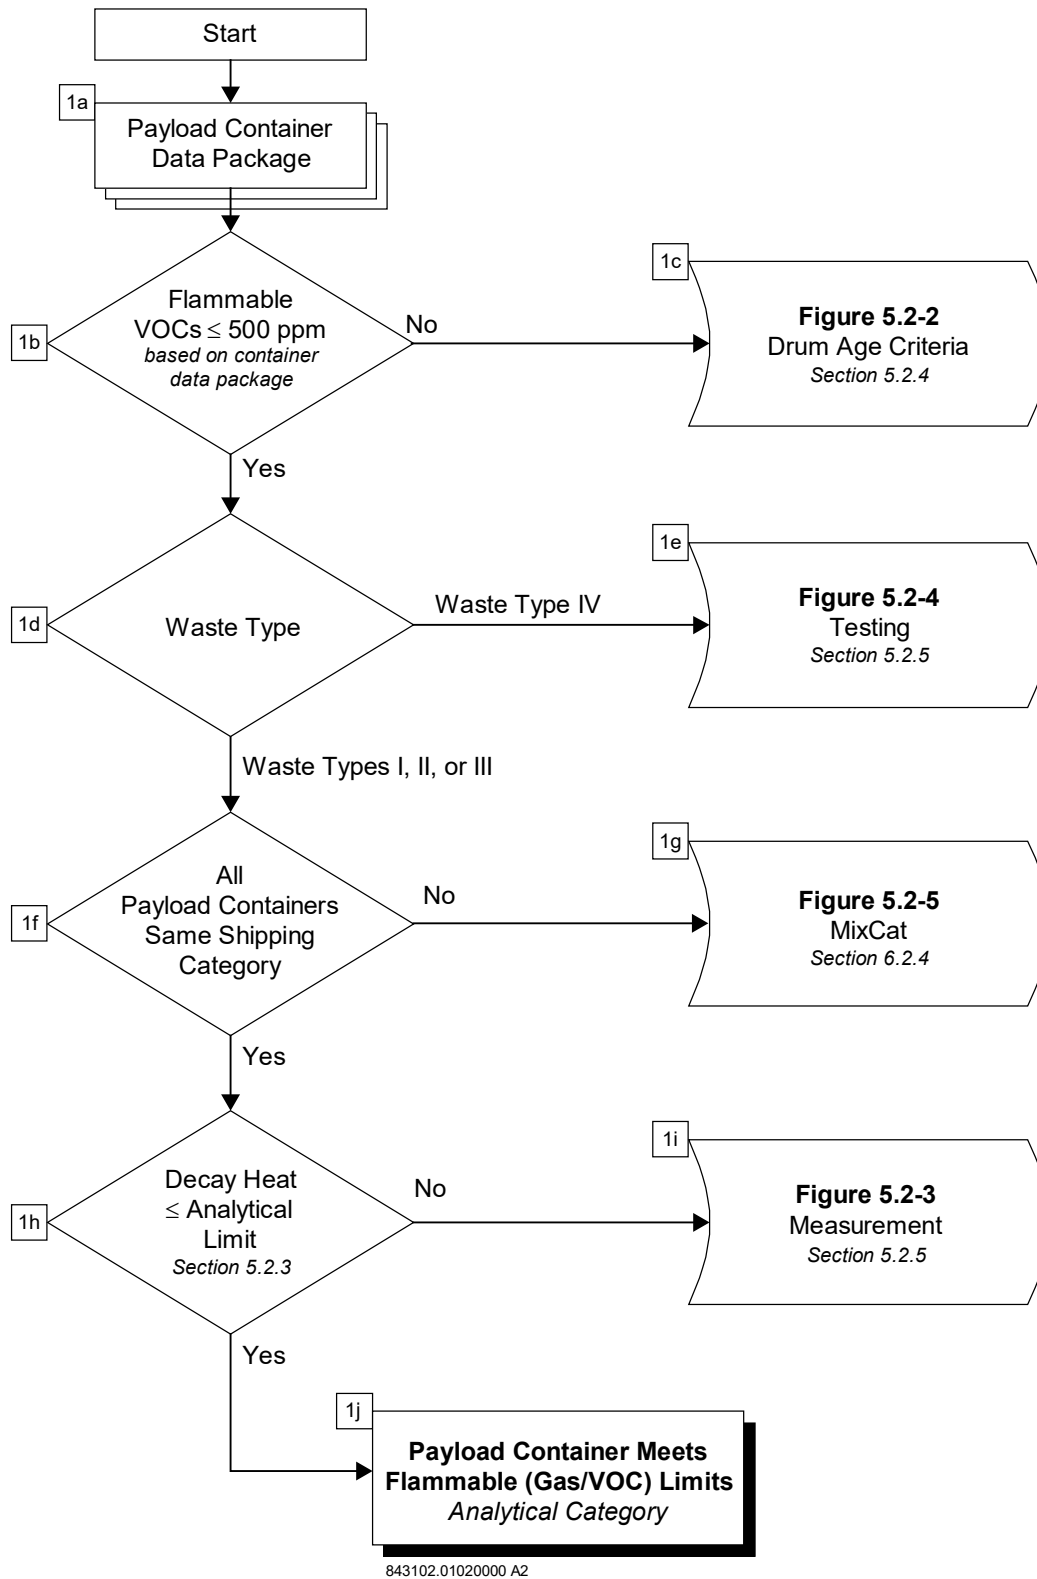 Start
1a
Payload Container
Data Package
1b
Flammable
VOCs ≤ 500 ppm
based on container
data package
No
1c
Figure 5.2-2
Drum Age Criteria
Section 5.2.4
Yes
1d
Waste Type
Waste Type IV
1e
Figure 5.2-4
Testing
Section 5.2.5
Waste Types I, II, or III
1f
All
Payload Containers
Same Shipping
Category
No
1g
Figure 5.2-5
MixCat
Section 6.2.4
Yes
1h
Decay Heat
≤ Analytical
Limit
Section 5.2.3
No
1i
Figure 5.2-3
Measurement
Section 5.2.5
Yes
1j
Payload Container Meets
Flammable (Gas/VOC) Limits
Analytical Category
843102.01020000 A2